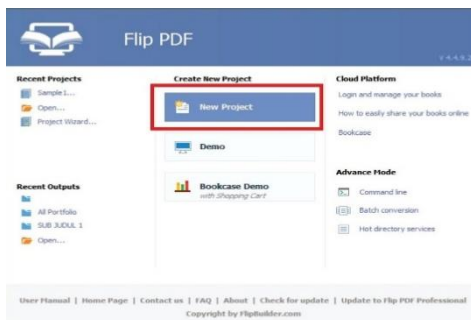 Flip PDF
v 4.4.9.2
Recent Projects
Sample1...
Open...
Project Wizard...
Recent Outputs
All Portfolio
SUB JUDUL 1
Open...
Create New Project
New Project
Demo
Bookcase Demo
with Shopping Cart
Cloud Platform
Login and manage your books
How to easily share your books online
Bookcase
Advance Mode
Command line
Batch conversion
Hot directory services
User Manual | Home Page | Contact us | FAQ | About | Check for update | Update to Flip PDF Professional
Copyright by FlipBuilder.com